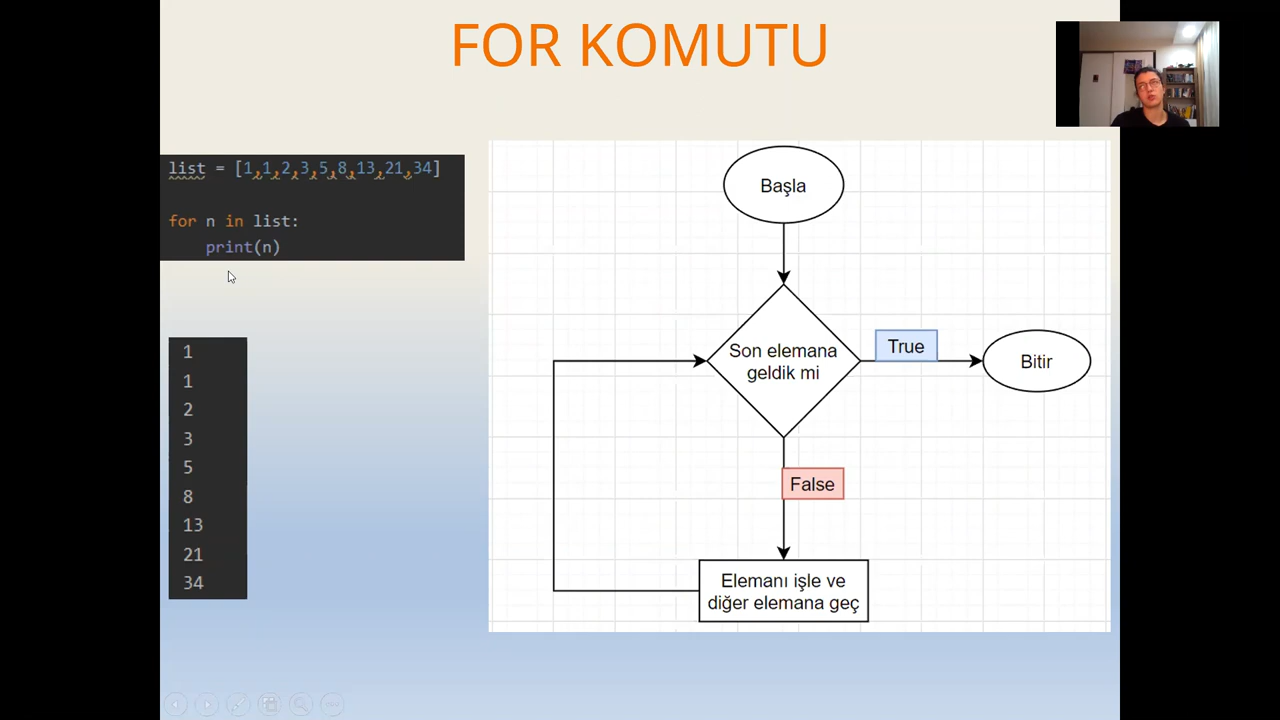 FOR KOMUTU
list = [1,1,2,3,5,8,13,21,34]
for n in list:
print(n)
1
1
2
3
5
8
13
21
34
Başla
Son elemana
geldik mi
True
Bitir
False
Elemanı işle ve
diğer elemana geç